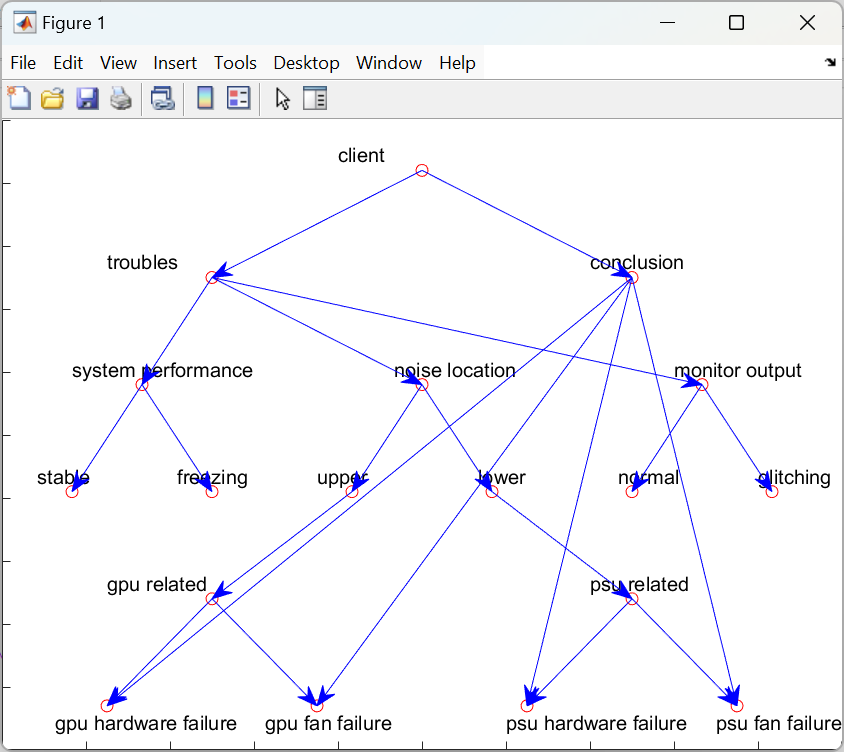 Figure 1
File Edit View Insert Tools Desktop Window Help
client
troubles conclusion
system performance noise location monitor output
stable freezing upper lower normal glitching
gpu related psu related
gpu hardware failure gpu fan failure psu hardware failure psu fan failure